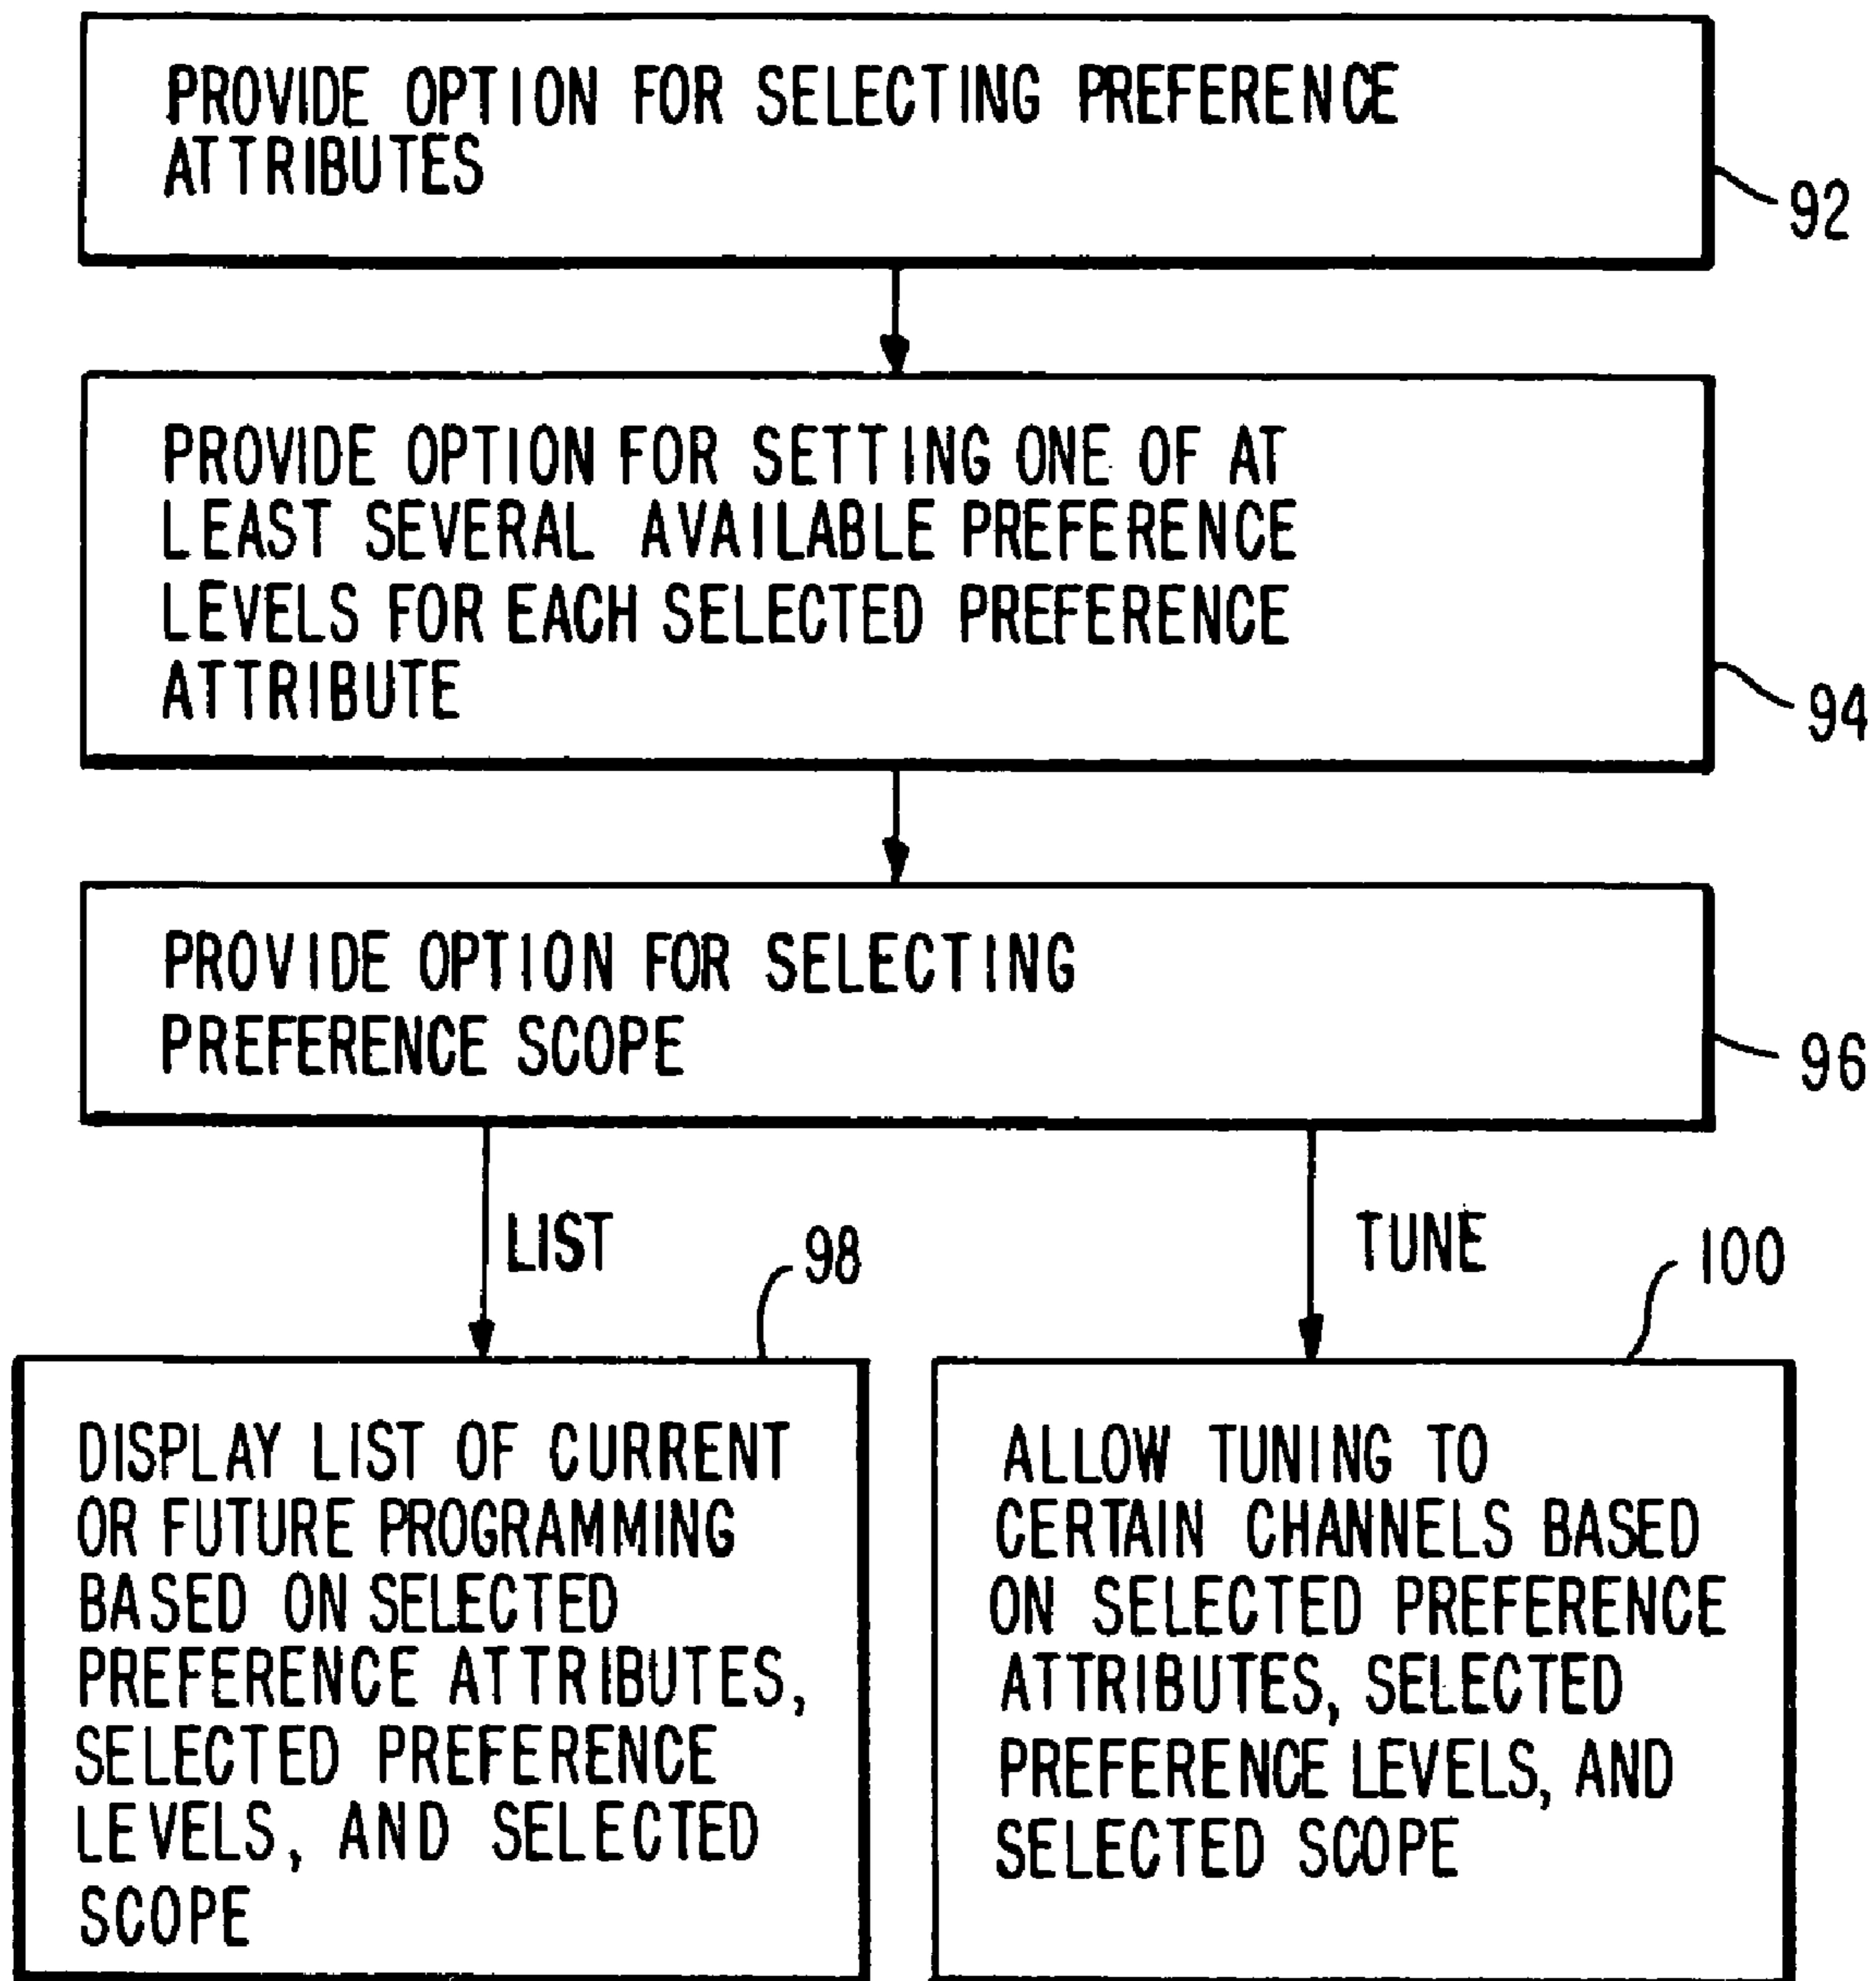 PROVIDE OPTION FOR SELECTING PREFERENCE
ATTRIBUTES
92
PROVIDE OPTION FOR SETTING ONE OF AT
LEAST SEVERAL AVAILABLE PREFERENCE
LEVELS FOR EACH SELECTED PREFERENCE
ATTRIBUTE
94
PROVIDE OPTION FOR SELECTING
PREFERENCE SCOPE
96
LIST
98
TUNE
100
DISPLAY LIST OF CURRENT
OR FUTURE PROGRAMMING
BASED ON SELECTED
PREFERENCE ATTRIBUTES,
SELECTED PREFERENCE
LEVELS, AND SELECTED
SCOPE
ALLOW TUNING TO
CERTAIN CHANNELS BASED
ON SELECTED PREFERENCE
ATTRIBUTES, SELECTED
PREFERENCE LEVELS, AND
SELECTED SCOPE